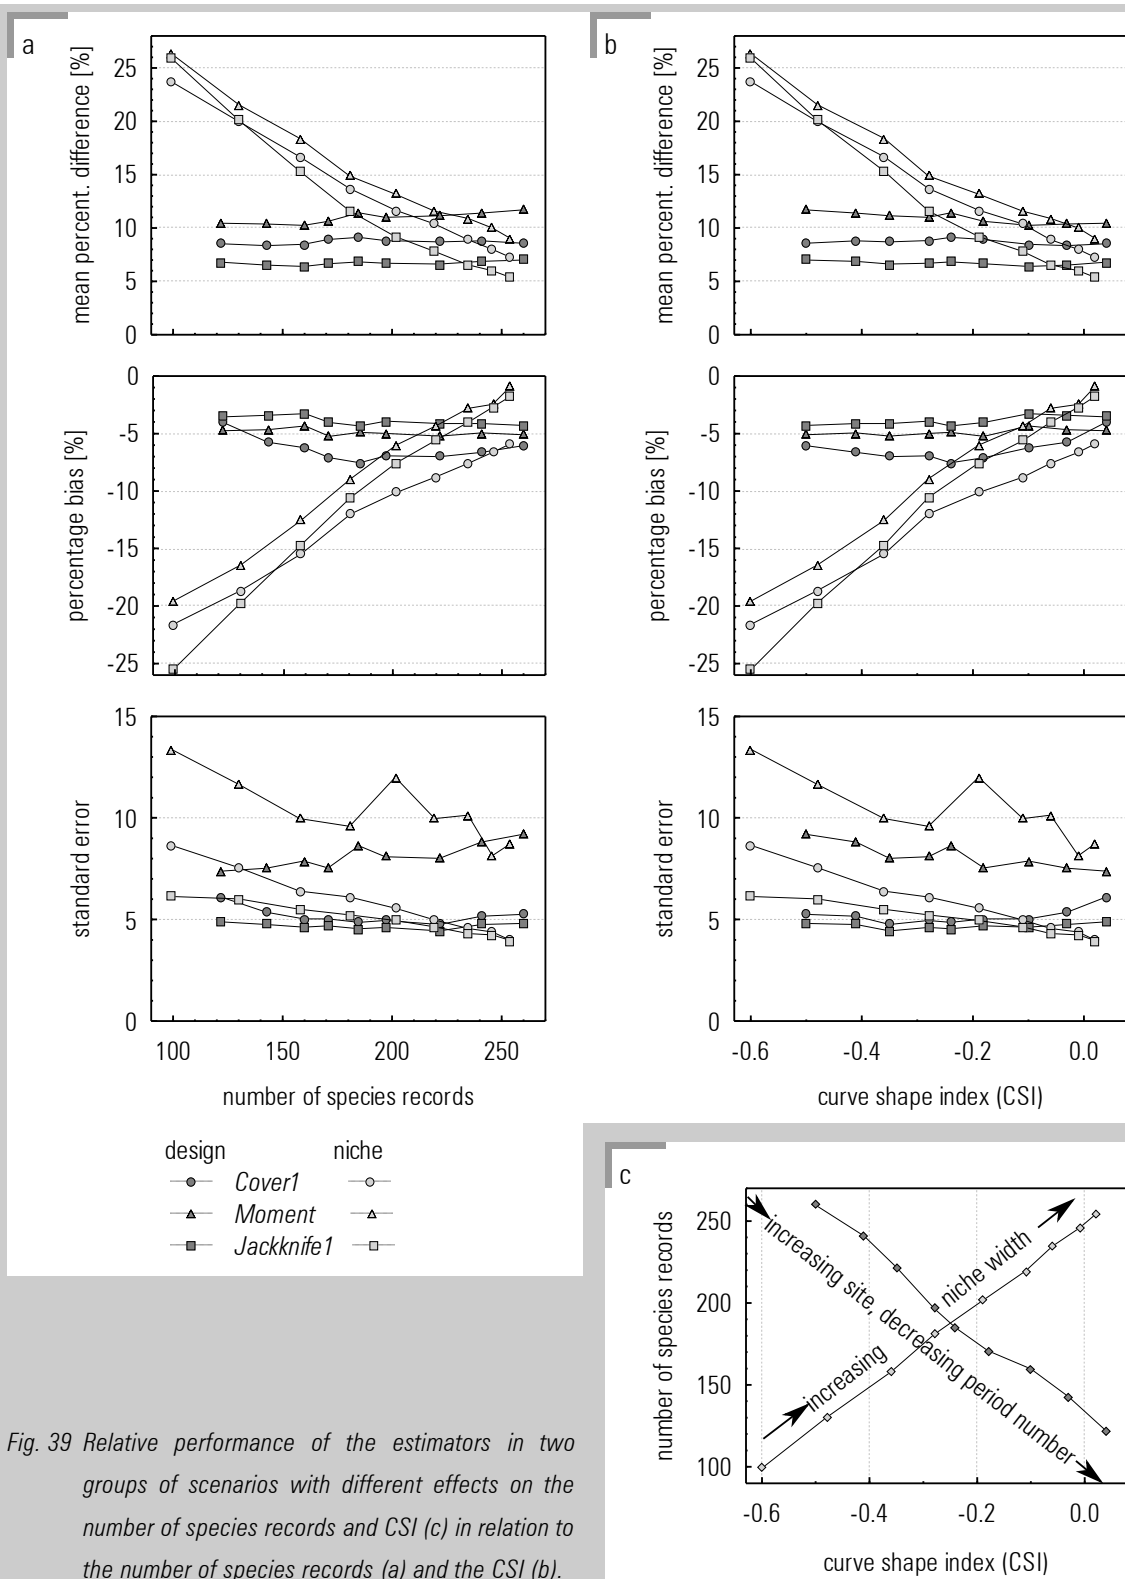 a
mean percent. difference [%]
25
20
15
10
5
0
percentage bias [%]
0
-5
-10
-15
-20
-25
standard error
15
10
5
0
100 150 200 250
number of species records
design niche
Cover1
Moment
Jackknife1
b
mean percent. difference [%]
25
20
15
10
5
0
percentage bias [%]
0
-5
-10
-15
-20
-25
standard error
15
10
5
0
-0.6 -0.4 -0.2 0.0
curve shape index (CSI)
c
number of species records
250
200
150
100
increasing site, decreasing period number
increasing niche width
-0.6 -0.4 -0.2 0.0
curve shape index (CSI)
Fig. 39 Relative performance of the estimators in two
groups of scenarios with different effects on the
number of species records and CSI (c) in relation to
the number of species records (a) and the CSI (b).